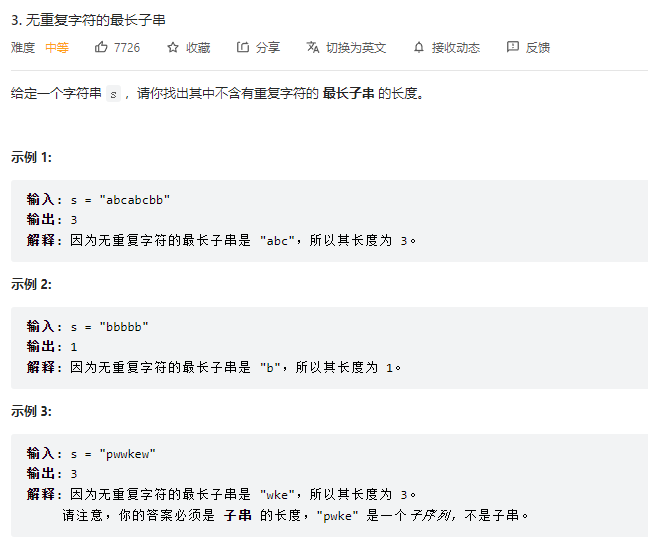 3. 无重复字符的最长子串
难度 中等 7726 收藏 分享 切换为英文 接收动态 反馈
给定一个字符串 s ，请你找出其中不含有重复字符的 最长子串 的长度。
示例 1:
输入: s = "abcabcbb"
输出: 3
解释: 因为无重复字符的最长子串是 "abc"，所以其长度为 3。
示例 2:
输入: s = "bbbbb"
输出: 1
解释: 因为无重复字符的最长子串是 "b"，所以其长度为 1。
示例 3:
输入: s = "pwwkew"
输出: 3
解释: 因为无重复字符的最长子串是 "wke"，所以其长度为 3。
请注意，你的答案必须是 子串 的长度，"pwke" 是一个子序列，不是子串。